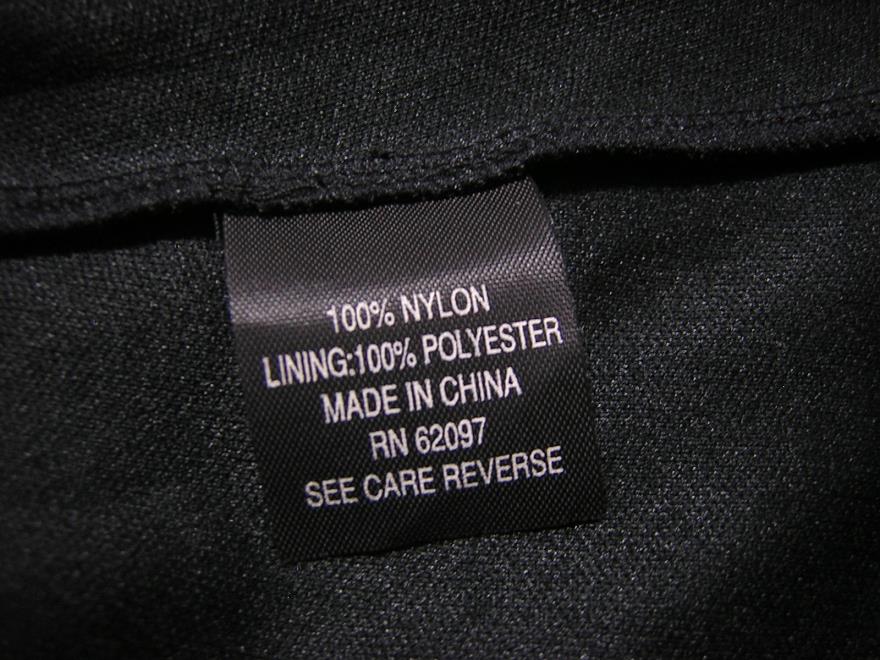 100% NYLON
LINING:100% POLYESTER
MADE IN CHINA
RN 62097
SEE CARE REVERSE